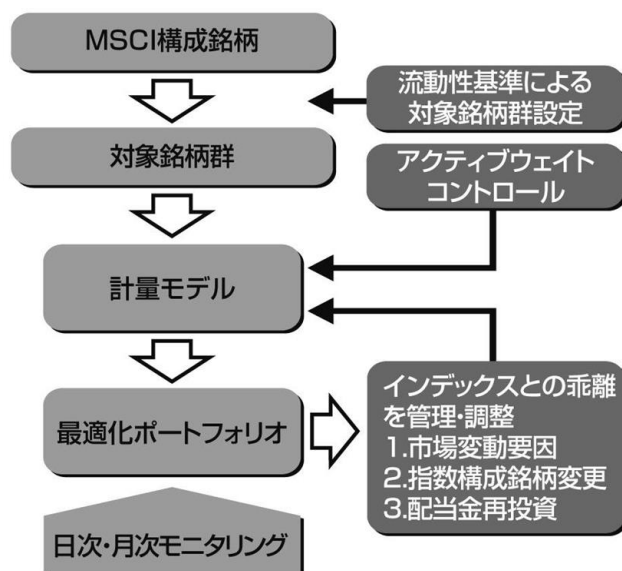 MSCI構成銘柄
流動性基準による
対象銘柄群設定
対象銘柄群
アクティブウェイト
コントロール
計量モデル
最適化ポートフォリオ
インデックスとの乖離
を管理・調整
1.市場変動要因
2.指数構成銘柄変更
3.配当金再投資
日次・月次モニタリング